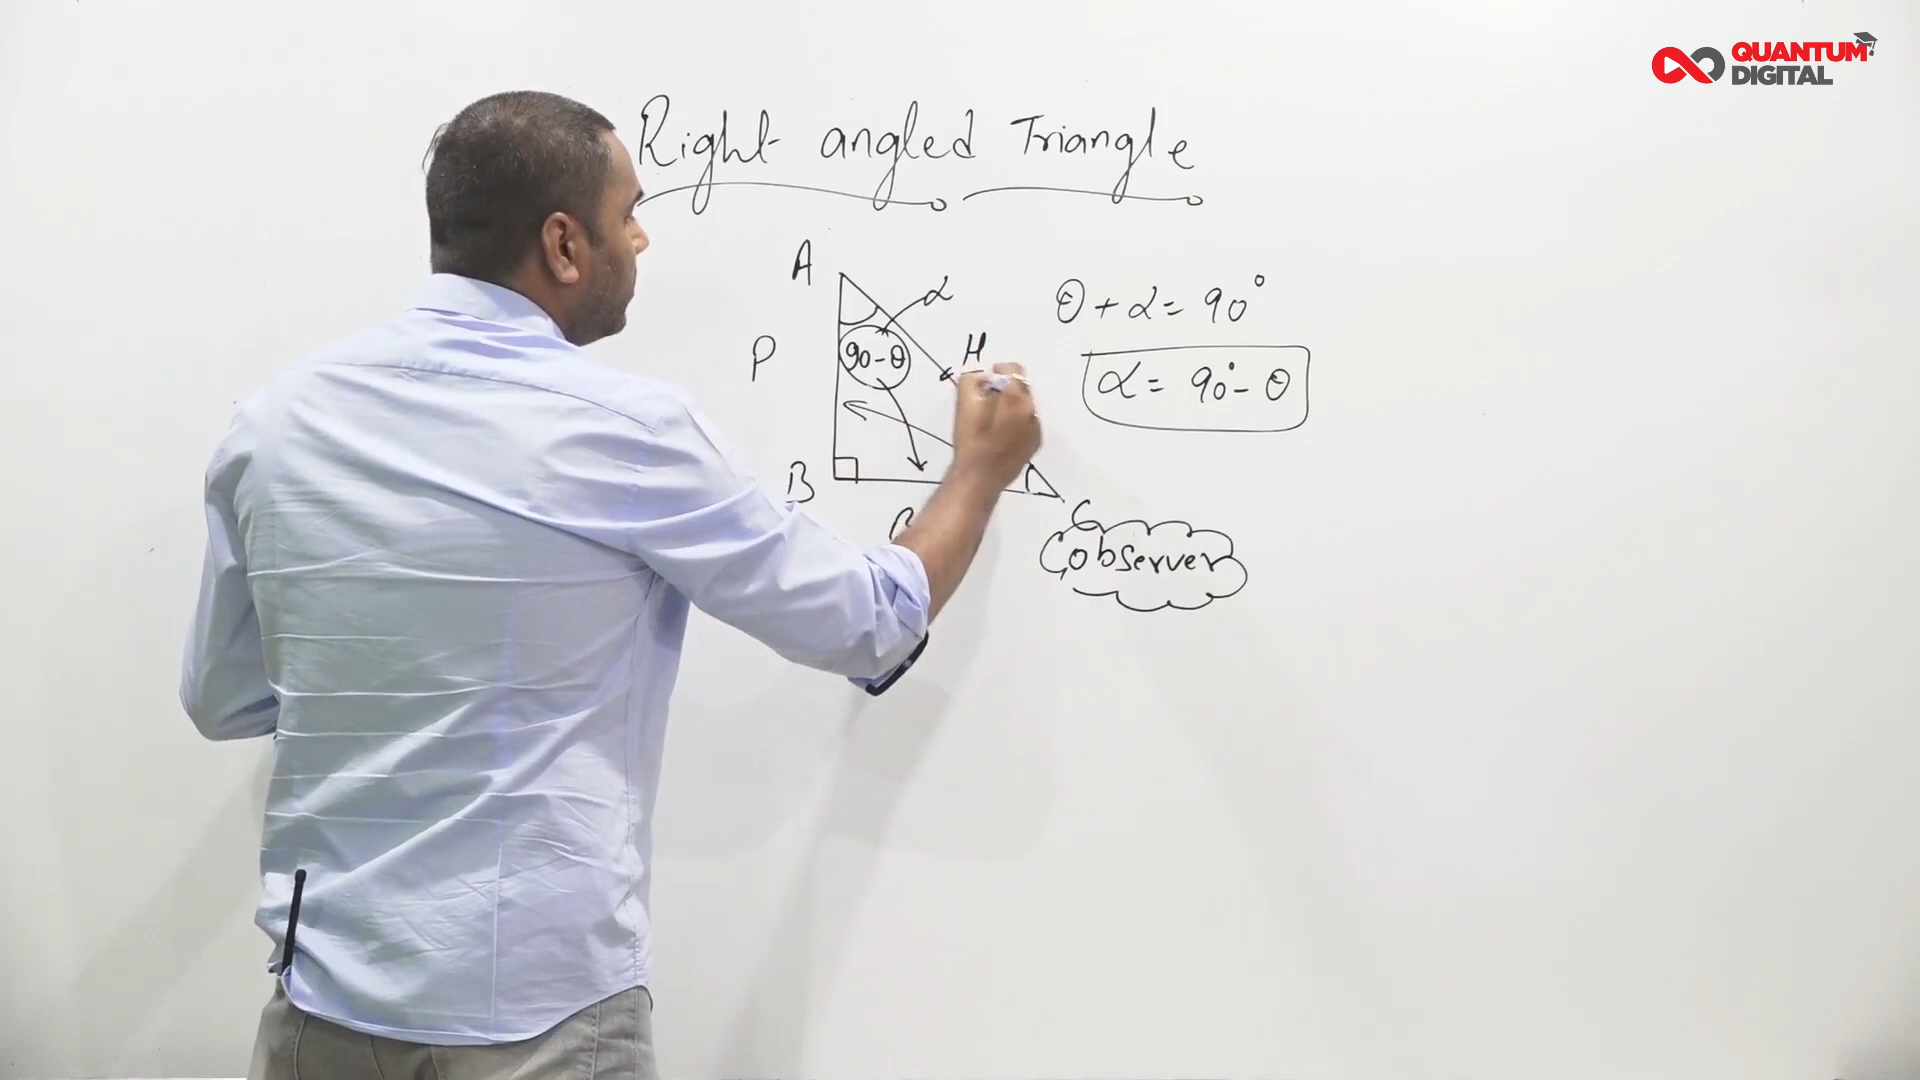 QUANTUM
DIGITAL
Right angled Triangle
A
α
θ + α = 90°
H
P
90-θ
α = 90°- θ
B
C
B
observer